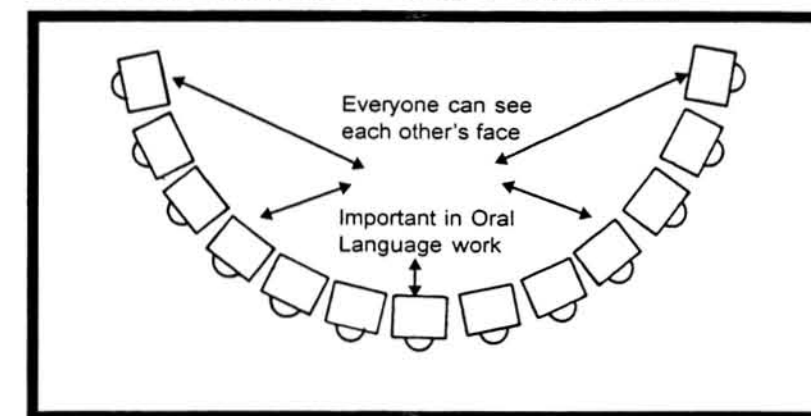 Everyone can see
each other's face
Important in Oral
Language work